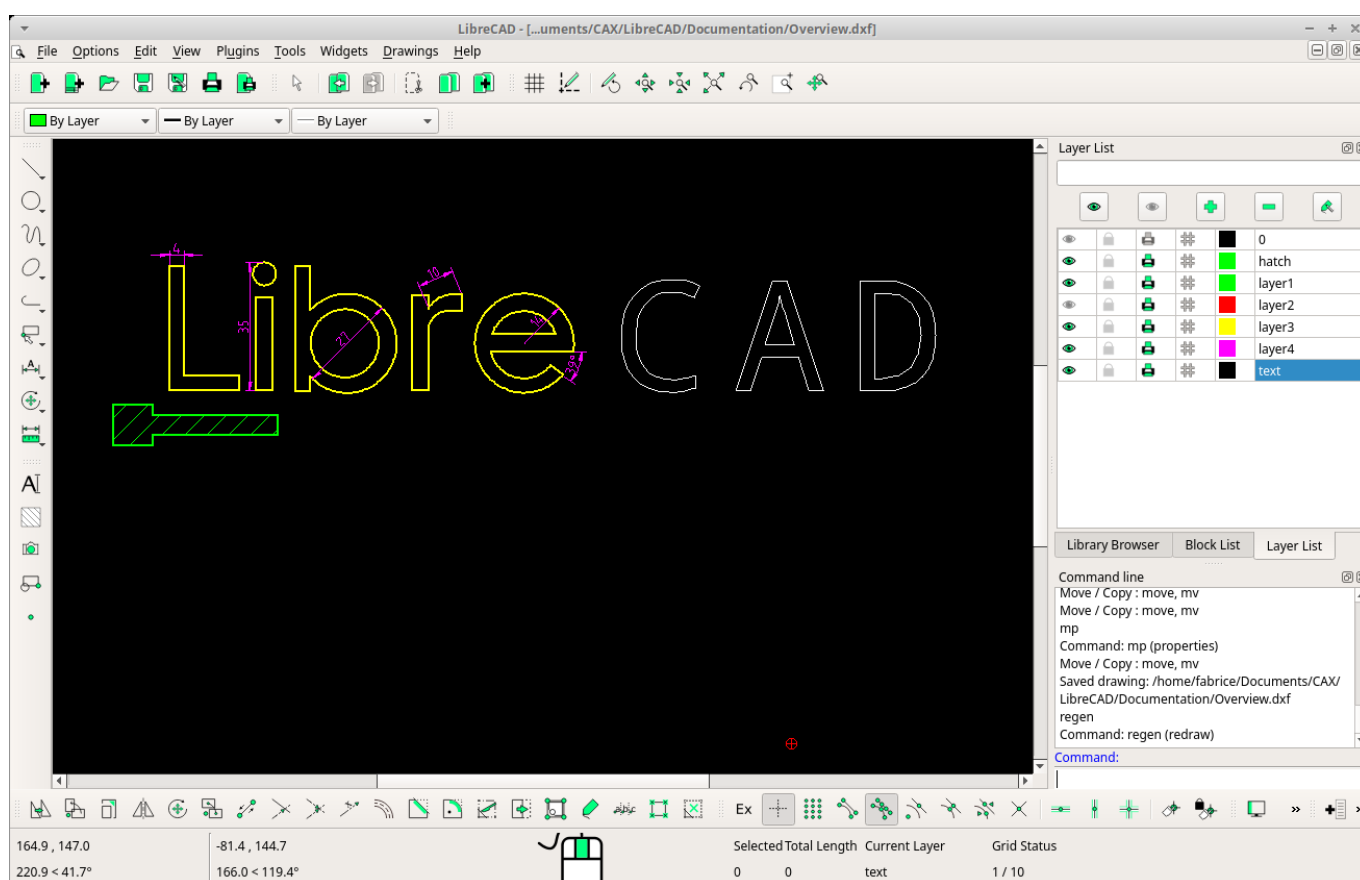 LibreCAD - [...uments/CAX/LibreCAD/Documentation/Overview.dxf]
File Options Edit View Plugins Tools Widgets Drawings Help
By Layer By Layer By Layer
Layer List
0
hatch
layer1
layer2
layer3
layer4
text
4
35
27
10
14
39°
Libre CAD
Library Browser Block List Layer List
Command line
Move / Copy : move, mv
Move / Copy : move, mv
mp
Command: mp (properties)
Move / Copy : move, mv
Saved drawing: /home/fabrice/Documents/CAX/
LibreCAD/Documentation/Overview.dxf
regen
Command: regen (redraw)
Command:
A
abc
Ex
»
164.9 , 147.0 -81.4 , 144.7 Selected Total Length Current Layer Grid Status
220.9 < 41.7° 166.0 < 119.4° 0 0 text 1 / 10